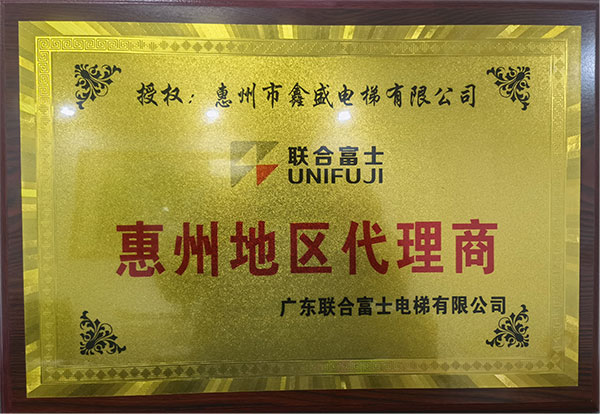 授权：惠州市鑫盛电梯有限公司
联合富士
UNIFUJI
惠州地区代理商
广东联合富士电梯有限公司